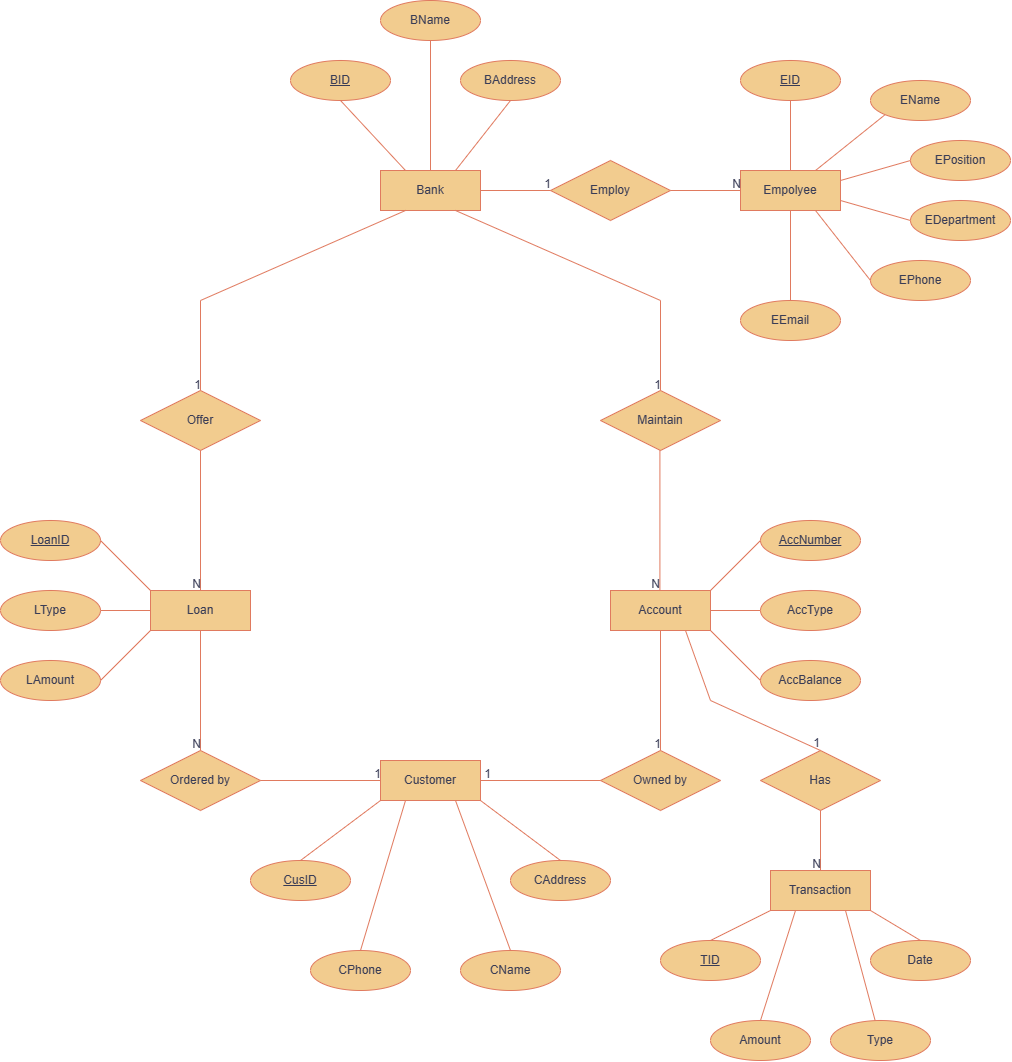 BName
BID
BAddress
EID
EName
EPosition
Bank
1
Employ
N
Empolyee
EDepartment
EPhone
EEmail
1
1
Offer
Maintain
LoanID
AccNumber
N
N
LType
Loan
Account
AccType
LAmount
AccBalance
N
1
1
Ordered by
1
Customer
1
Owned by
Has
N
CusID
CAddress
Transaction
CPhone
CName
TID
Date
Amount
Type